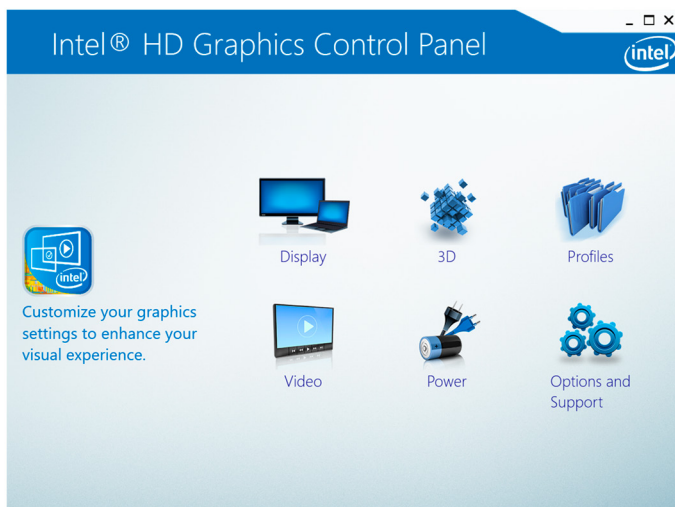 Intel® HD Graphics Control Panel
intel
Display
3D
Profiles
intel
Customize your graphics
settings to enhance your
visual experience.
Video
Power
Options and
Support